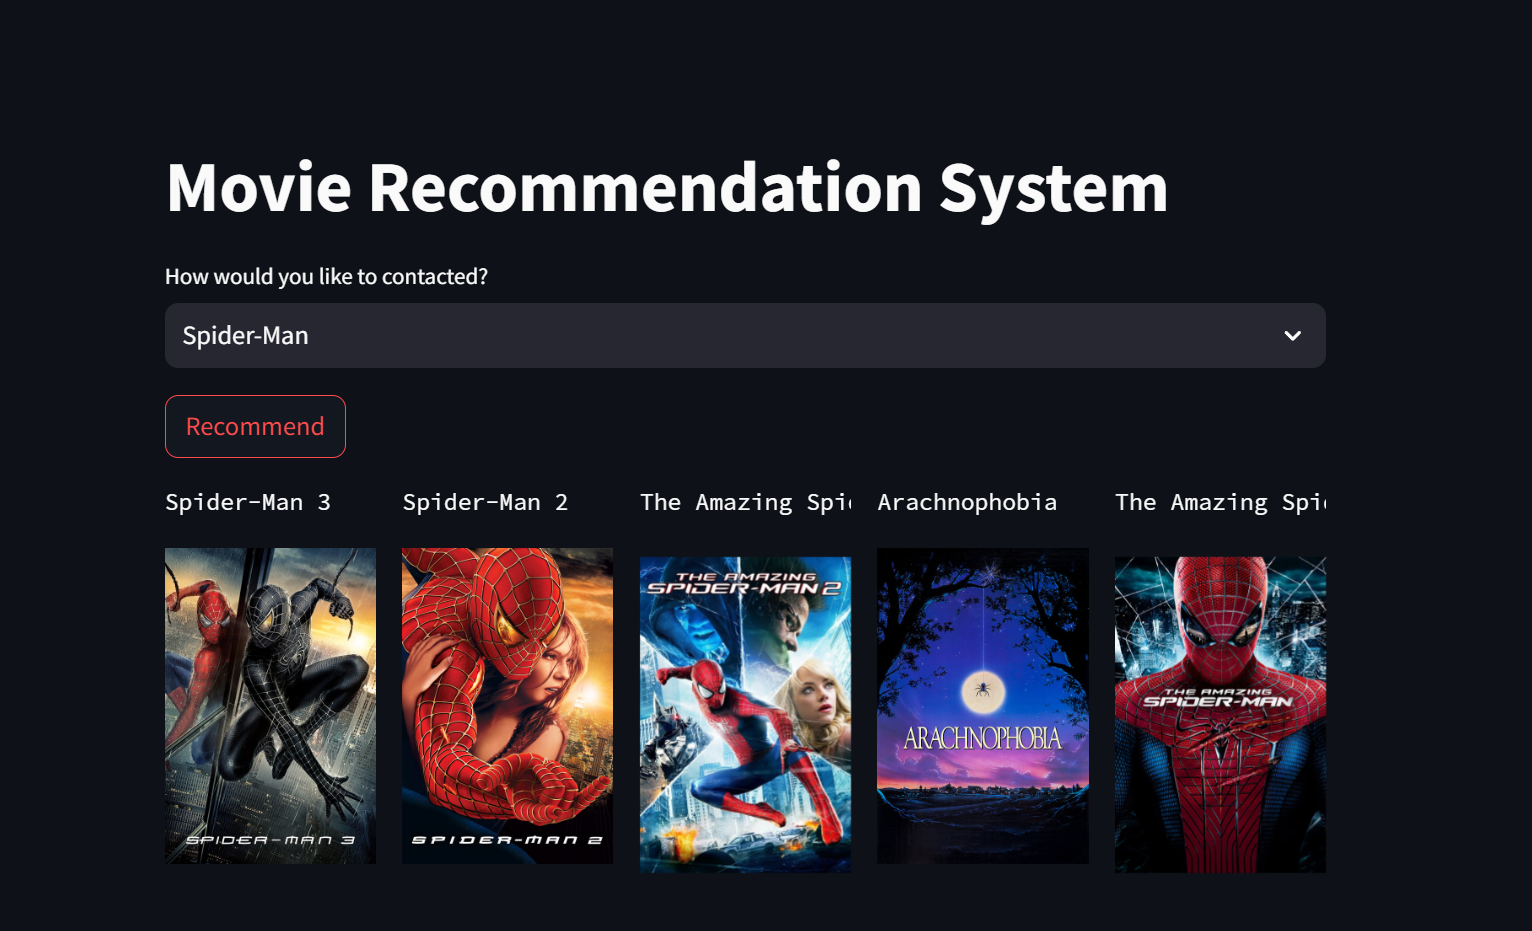 Movie Recommendation System
How would you like to contacted?
Spider-Man
Recommend
Spider-Man 3
Spider-Man 2
The Amazing Spi
Arachnophobia
The Amazing Spi
SPIDER-MAN 3
SPIDER-MAN 2
THE AMAZING
SPIDER-MAN 2
ARACHNOPHOBIA
THE AMAZING
SPIDER-MAN